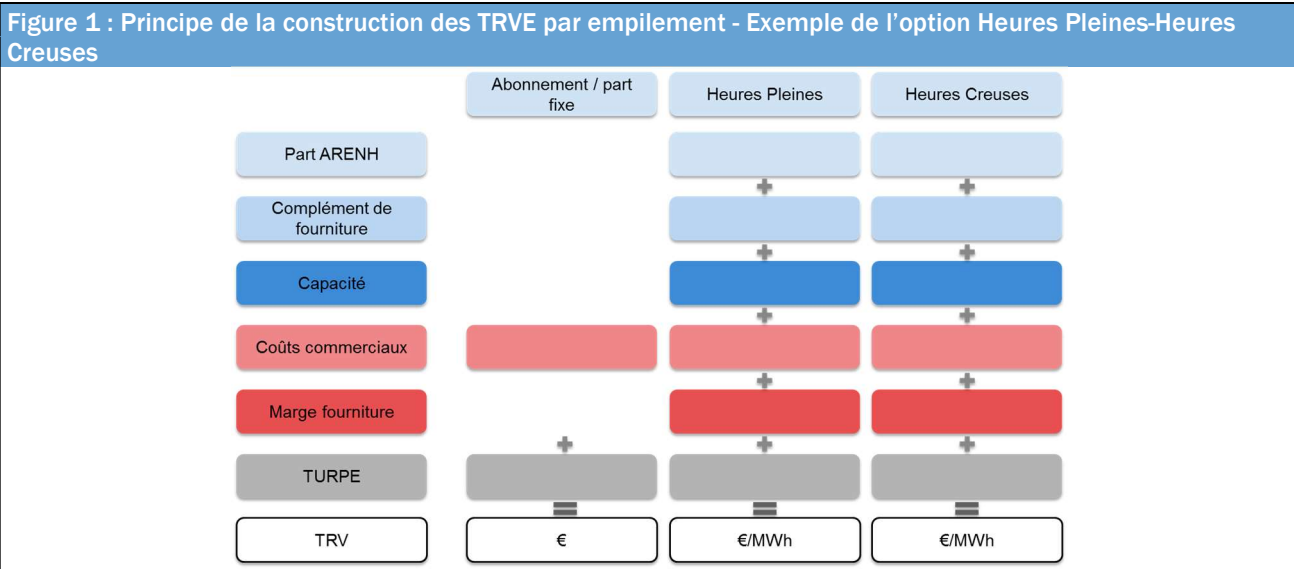 Figure 1 : Principe de la construction des TRVE par empilement - Exemple de l’option Heures Pleines-Heures
Creuses
Abonnement / part
fixe
Heures Pleines
Heures Creuses
Part ARENH
+ +
Complément de
fourniture
+ +
Capacité
+ +
Coûts commerciaux
+ +
Marge fourniture
+ + +
TURPE
= = =
TRV
€
€/MWh
€/MWh